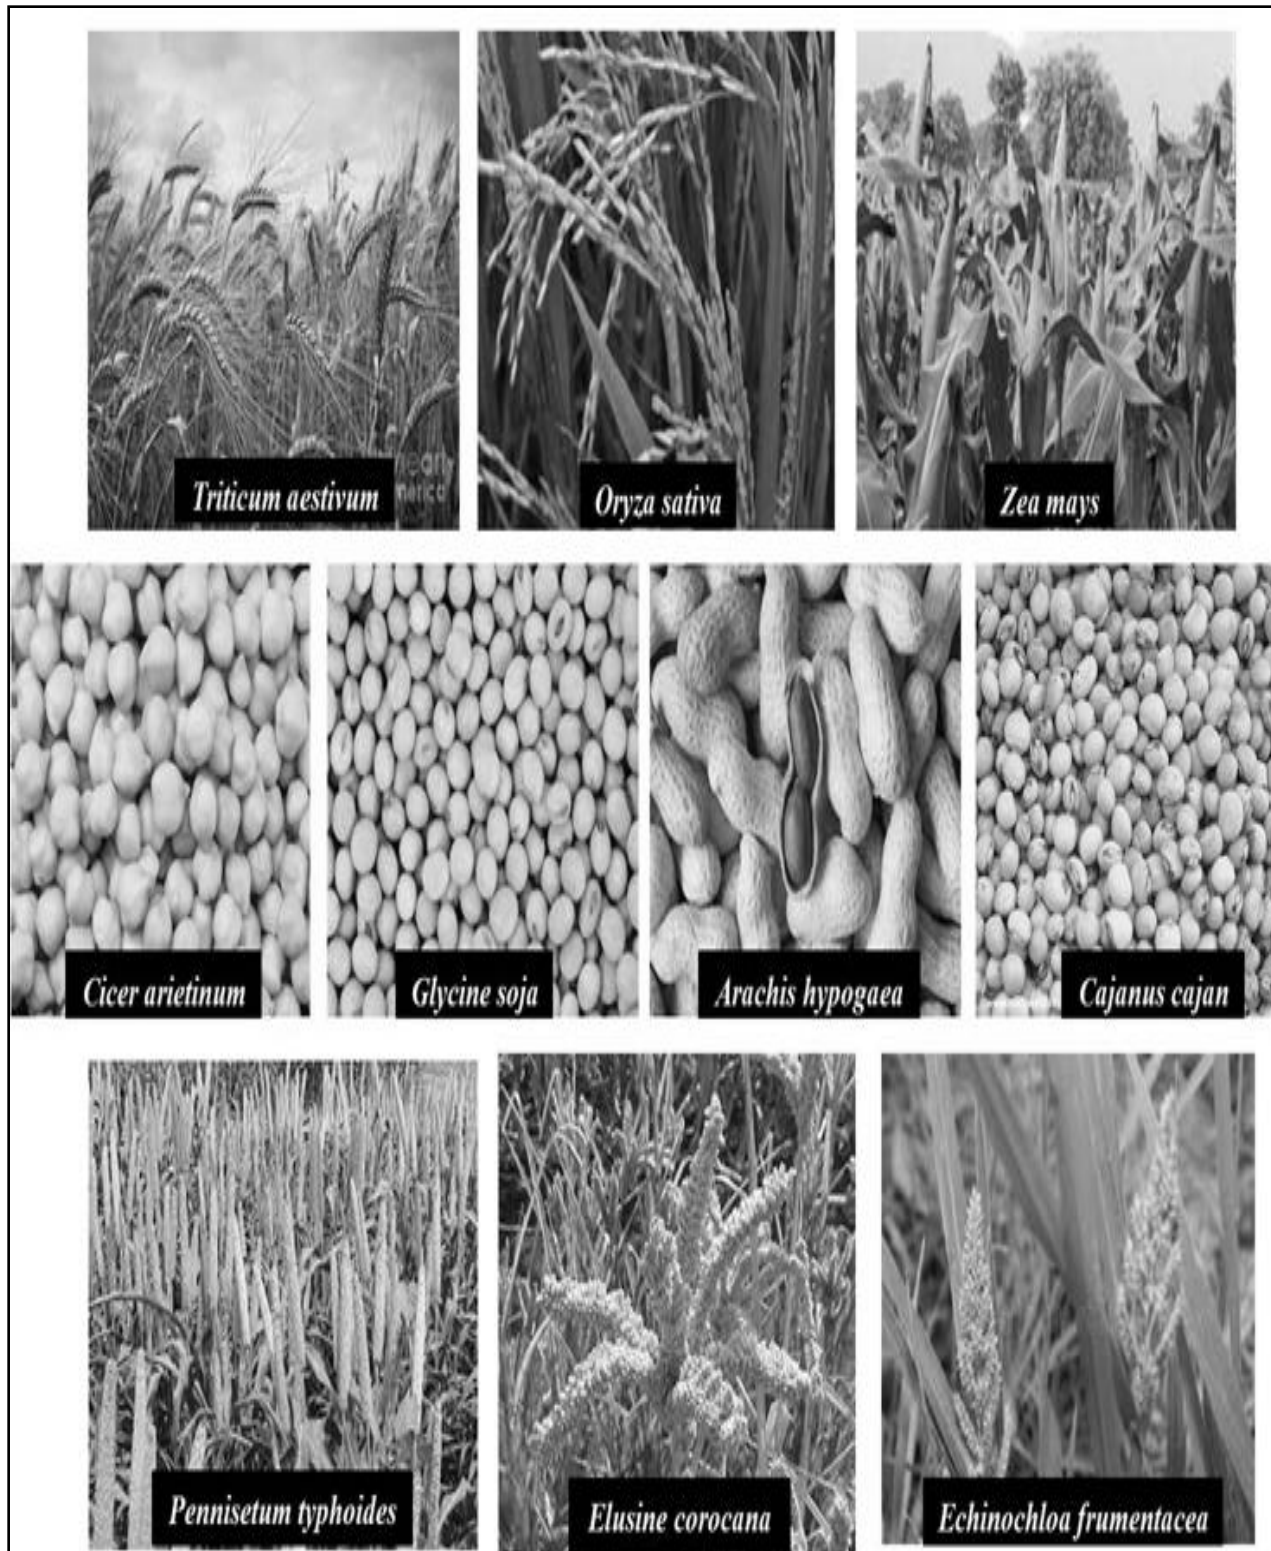 Triticum aestivum
Oryza sativa
Zea mays
Cicer arietinum
Glycine soja
Arachis hypogaea
Cajanus cajan
Pennisetum typhoides
Elusine corocana
Echinochloa frumentacea